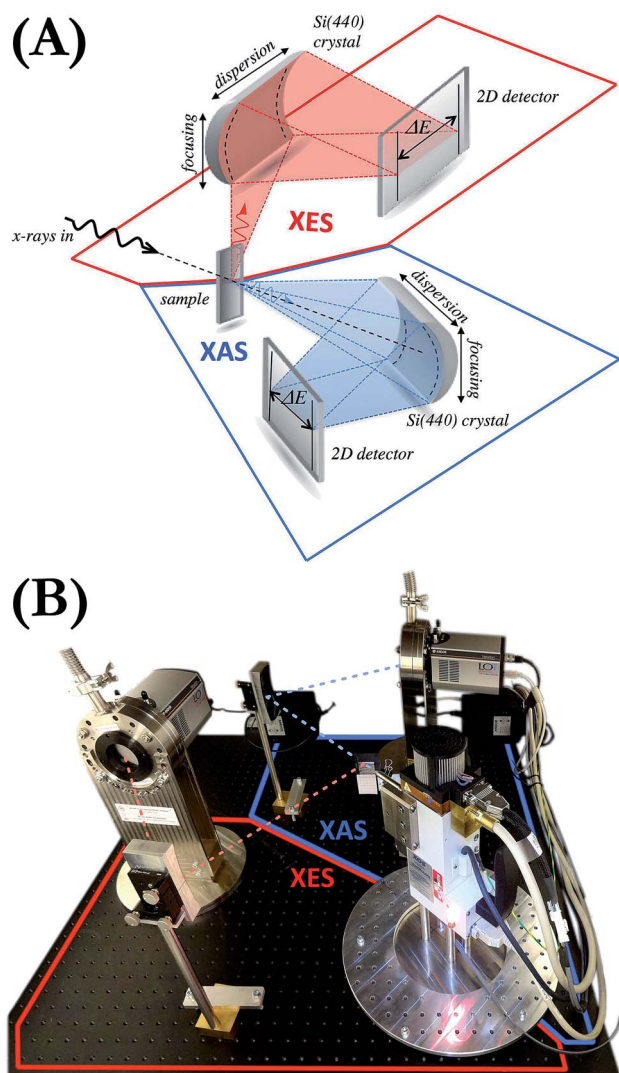 (A)
Si(440)
crystal
dispersion
2D detector
focusing
ΔE
x-rays in
XES
sample
dispersion
XAS
focusing
ΔE
Si(440) crystal
2D detector
(B)
XAS
XES